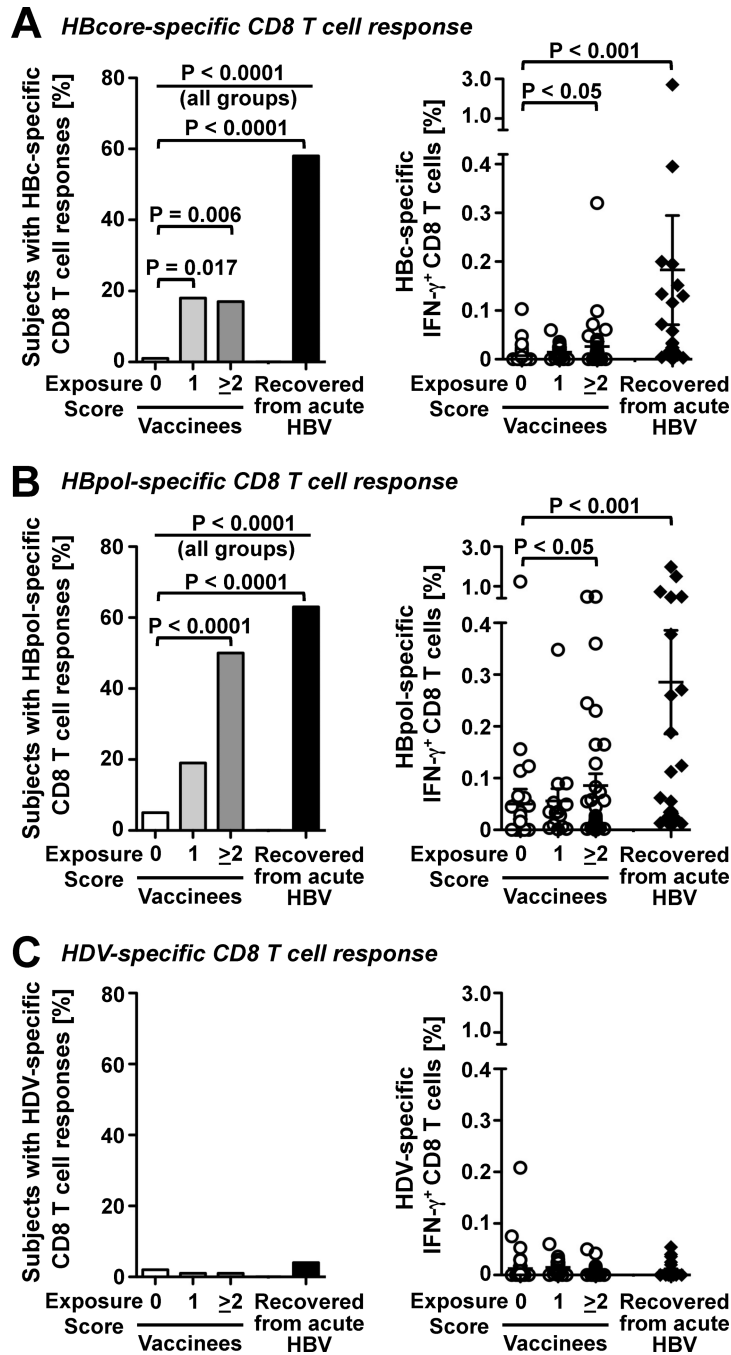 A HBcore-specific CD8 T cell response
Subjects with HBc-specific
CD8 T cell responses [%]
80
60
40
20
0
P < 0.0001
(all groups)
P < 0.0001
P = 0.006
P = 0.017
Exposure 0 1 ≥2 Recovered
Score from acute
Vaccinees HBV
HBc-specific
IFN-γ+ CD8 T cells [%]
3.0
1.0
0.4
0.3
0.2
0.1
0
P < 0.001
P < 0.05
Exposure 0 1 ≥2 Recovered
Score from acute
Vaccinees HBV
B HBpol-specific CD8 T cell response
Subjects with HBpol-specific
CD8 T cell responses [%]
80
60
40
20
0
P < 0.0001
(all groups)
P < 0.0001
P < 0.0001
Exposure 0 1 ≥2 Recovered
Score from acute
Vaccinees HBV
HBpol-specific
IFN-γ+ CD8 T cells [%]
3.0
1.0
0.4
0.3
0.2
0.1
0
P < 0.001
P < 0.05
Exposure 0 1 ≥2 Recovered
Score from acute
Vaccinees HBV
C HDV-specific CD8 T cell response
Subjects with HDV-specific
CD8 T cell responses [%]
80
60
40
20
0
Exposure 0 1 ≥2 Recovered
Score from acute
Vaccinees HBV
HDV-specific
IFN-γ+ CD8 T cells [%]
3.0
1.0
0.4
0.3
0.2
0.1
0
Exposure 0 1 ≥2 Recovered
Score from acute
Vaccinees HBV